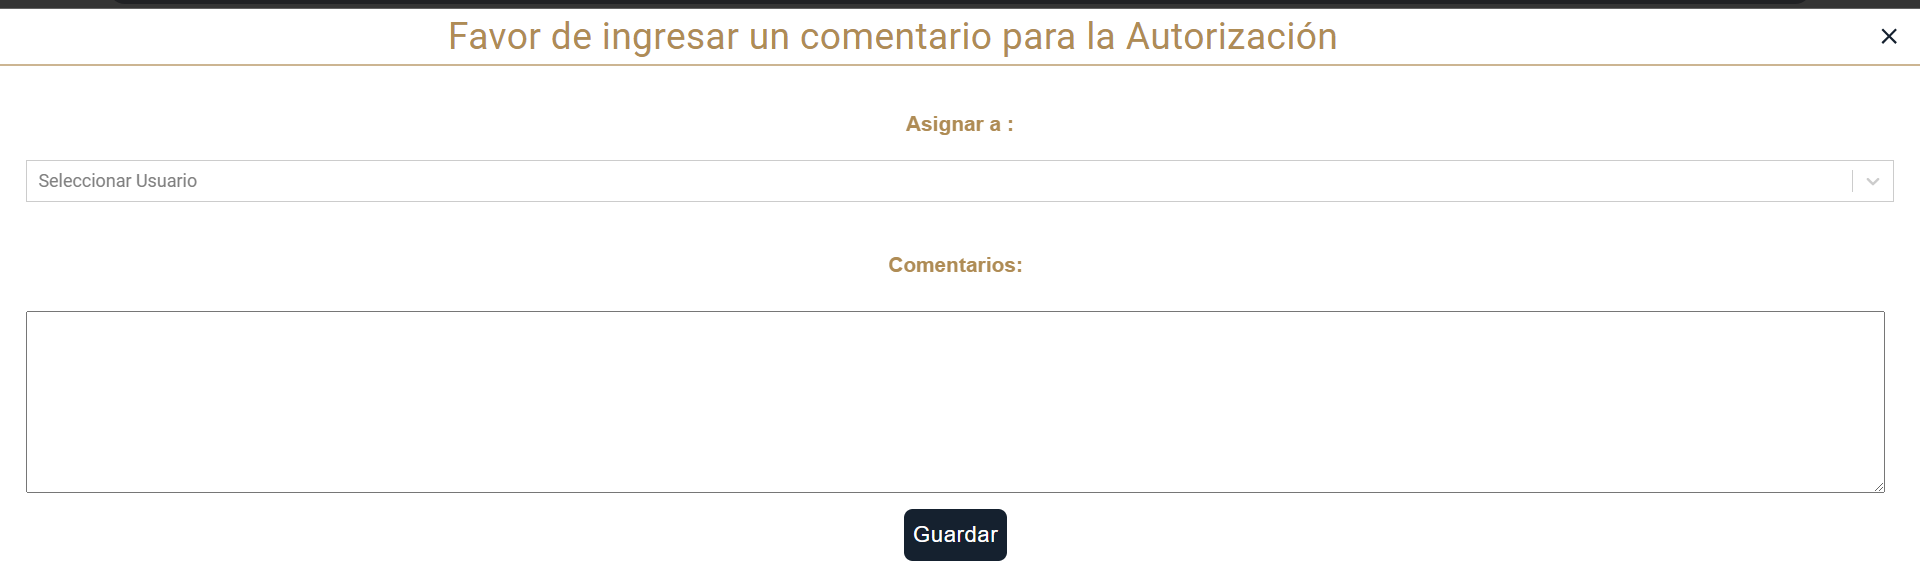 Favor de ingresar un comentario para la Autorización
Asignar a :
Seleccionar Usuario
Comentarios:
Guardar